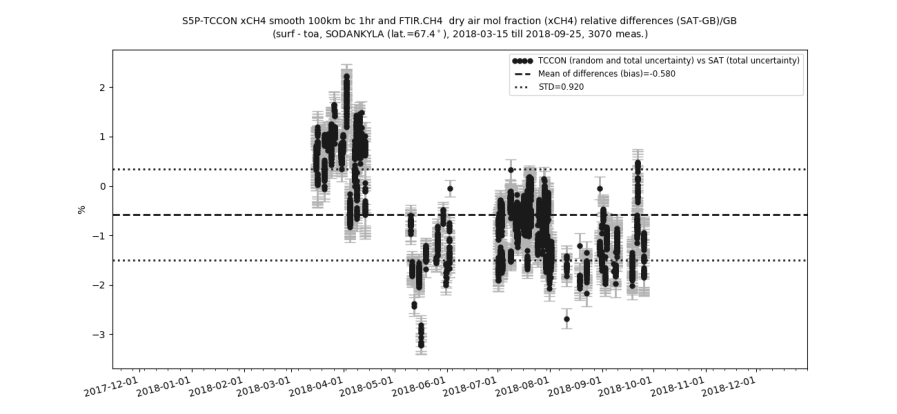 S5P-TCCON xCH4 smooth 100km bc 1hr and FTIR.CH4 dry air mol fraction (xCH4) relative differences (SAT-GB)/GB
(surf - toa, SODANKYLA (lat.=67.4°), 2018-03-15 till 2018-09-25, 3070 meas.)
TCCON (random and total uncertainty) vs SAT (total uncertainty)
Mean of differences (bias)=-0.580
STD=0.920
%
2
1
0
−1
−2
−3
2017-12-01 2018-01-01 2018-02-01 2018-03-01 2018-04-01 2018-05-01 2018-06-01 2018-07-01 2018-08-01 2018-09-01 2018-10-01 2018-11-01 2018-12-01